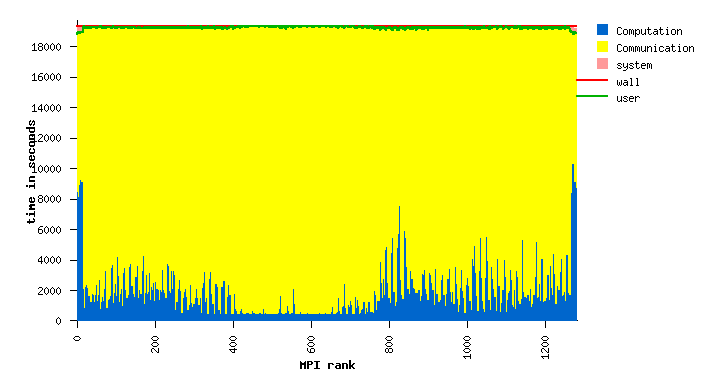 Computation
Communication
system
wall
user
time in seconds
18000
16000
14000
12000
10000
8000
6000
4000
2000
0
0 200 400 600 800 1000 1200
MPI rank